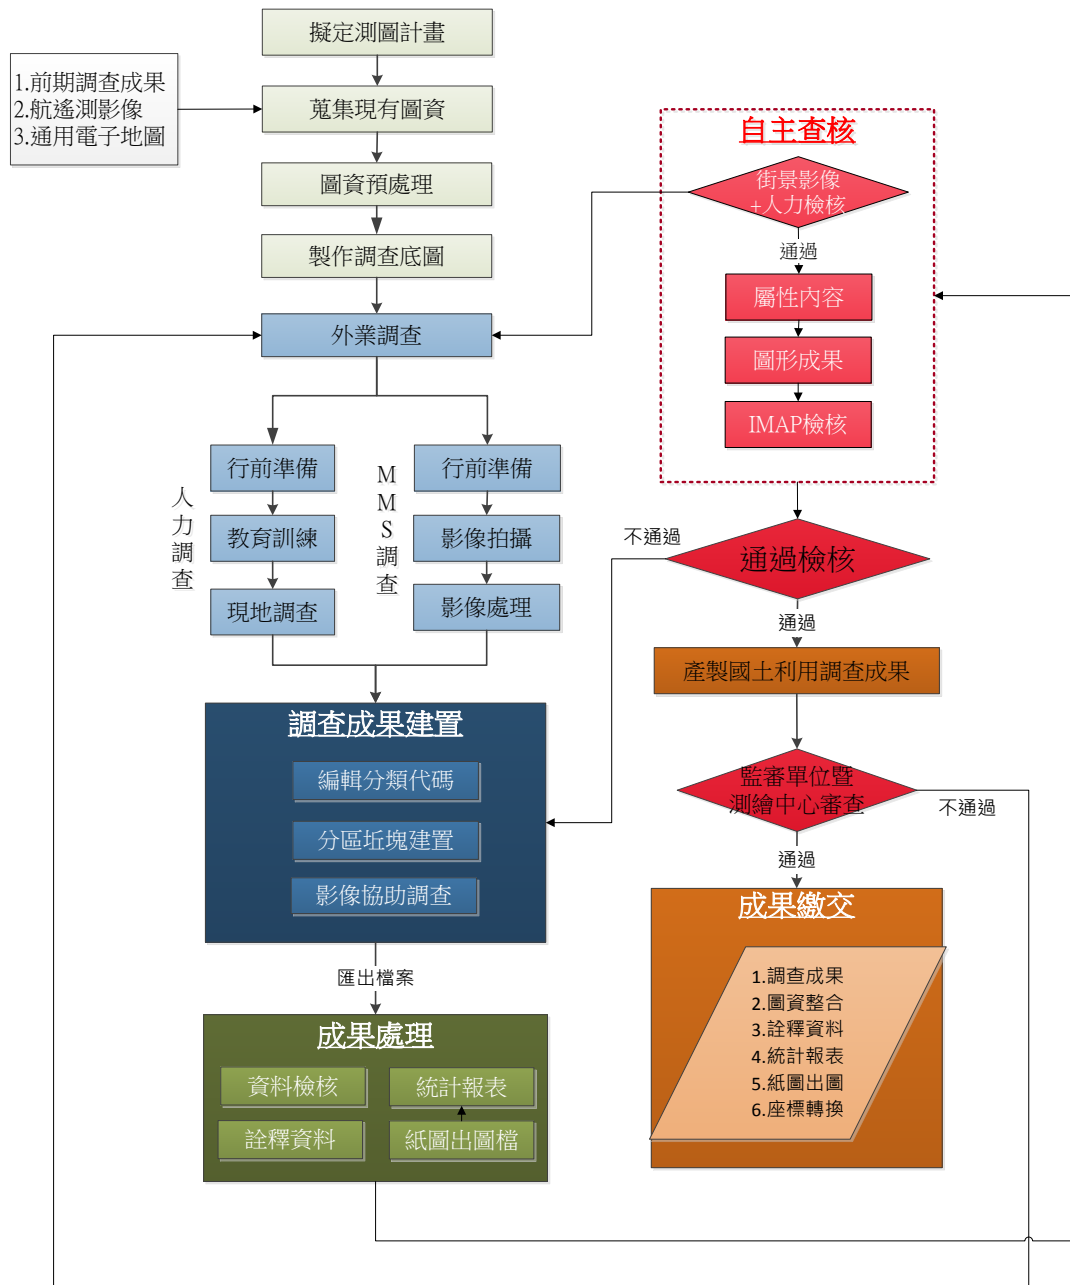 擬定測圖計畫
1.前期調查成果
2.航遙測影像
3.通用電子地圖
蒐集現有圖資
圖資預處理
製作調查底圖
外業調查
人力調查
行前準備
教育訓練
現地調查
MMS調查
行前準備
影像拍攝
影像處理
調查成果建置
編輯分類代碼
分區坵塊建置
影像協助調查
匯出檔案
成果處理
資料檢核
統計報表
詮釋資料
紙圖出圖檔
自主查核
街景影像
+人力檢核
通過
屬性內容
圖形成果
IMAP檢核
不通過
通過檢核
通過
產製國土利用調查成果
監審單位暨
測繪中心審查
不通過
通過
成果繳交
1.調查成果
2.圖資整合
3.詮釋資料
4.統計報表
5.紙圖出圖
6.座標轉換